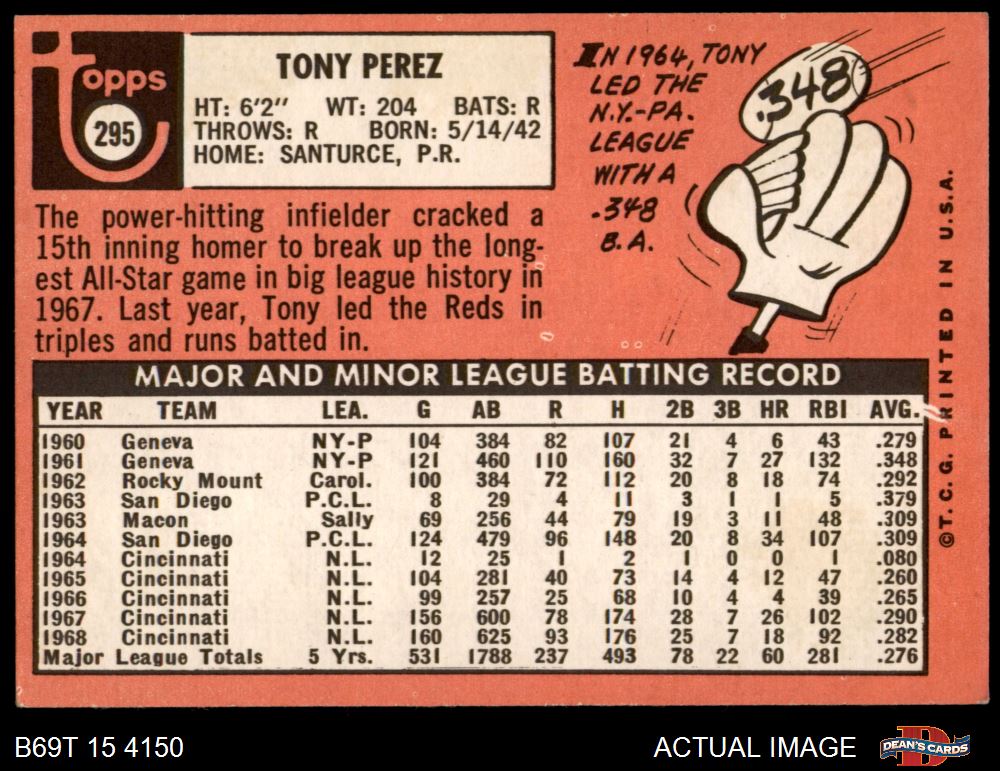 topps
295
TONY PEREZ
HT: 6'2" WT: 204 BATS: R
THROWS: R BORN: 5/14/42
HOME: SANTURCE, P.R.
The power-hitting infielder cracked a
15th inning homer to break up the long-
est All-Star game in big league history in
1967. Last year, Tony led the Reds in
triples and runs batted in.
IN 1964, TONY
LED THE
N.Y.-PA.
LEAGUE
WITH A
.348
B.A.
.348
MAJOR AND MINOR LEAGUE BATTING RECORD
YEAR TEAM LEA. G AB R H 2B 3B HR RBI AVG.
1960 Geneva NY-P 104 384 82 107 21 4 6 43 .279
1961 Geneva NY-P 121 460 110 160 32 7 27 132 .348
1962 Rocky Mount Carol. 100 384 72 112 20 8 18 74 .292
1963 San Diego P.C.L. 8 29 4 11 3 1 1 5 .379
1963 Macon Sally 69 256 44 79 19 3 11 48 .309
1964 San Diego P.C.L. 124 479 96 148 20 8 34 107 .309
1964 Cincinnati N.L. 12 25 1 2 1 0 0 1 .080
1965 Cincinnati N.L. 104 281 40 73 14 4 12 47 .260
1966 Cincinnati N.L. 99 257 25 68 10 4 4 39 .265
1967 Cincinnati N.L. 156 600 78 174 28 7 26 102 .290
1968 Cincinnati N.L. 160 625 93 176 25 7 18 92 .282
Major League Totals 5 Yrs. 531 1788 237 493 78 22 60 281 .276
©T.C.G. PRINTED IN U.S.A.
B69T 15 4150
ACTUAL IMAGE
DEAN'S CARDS